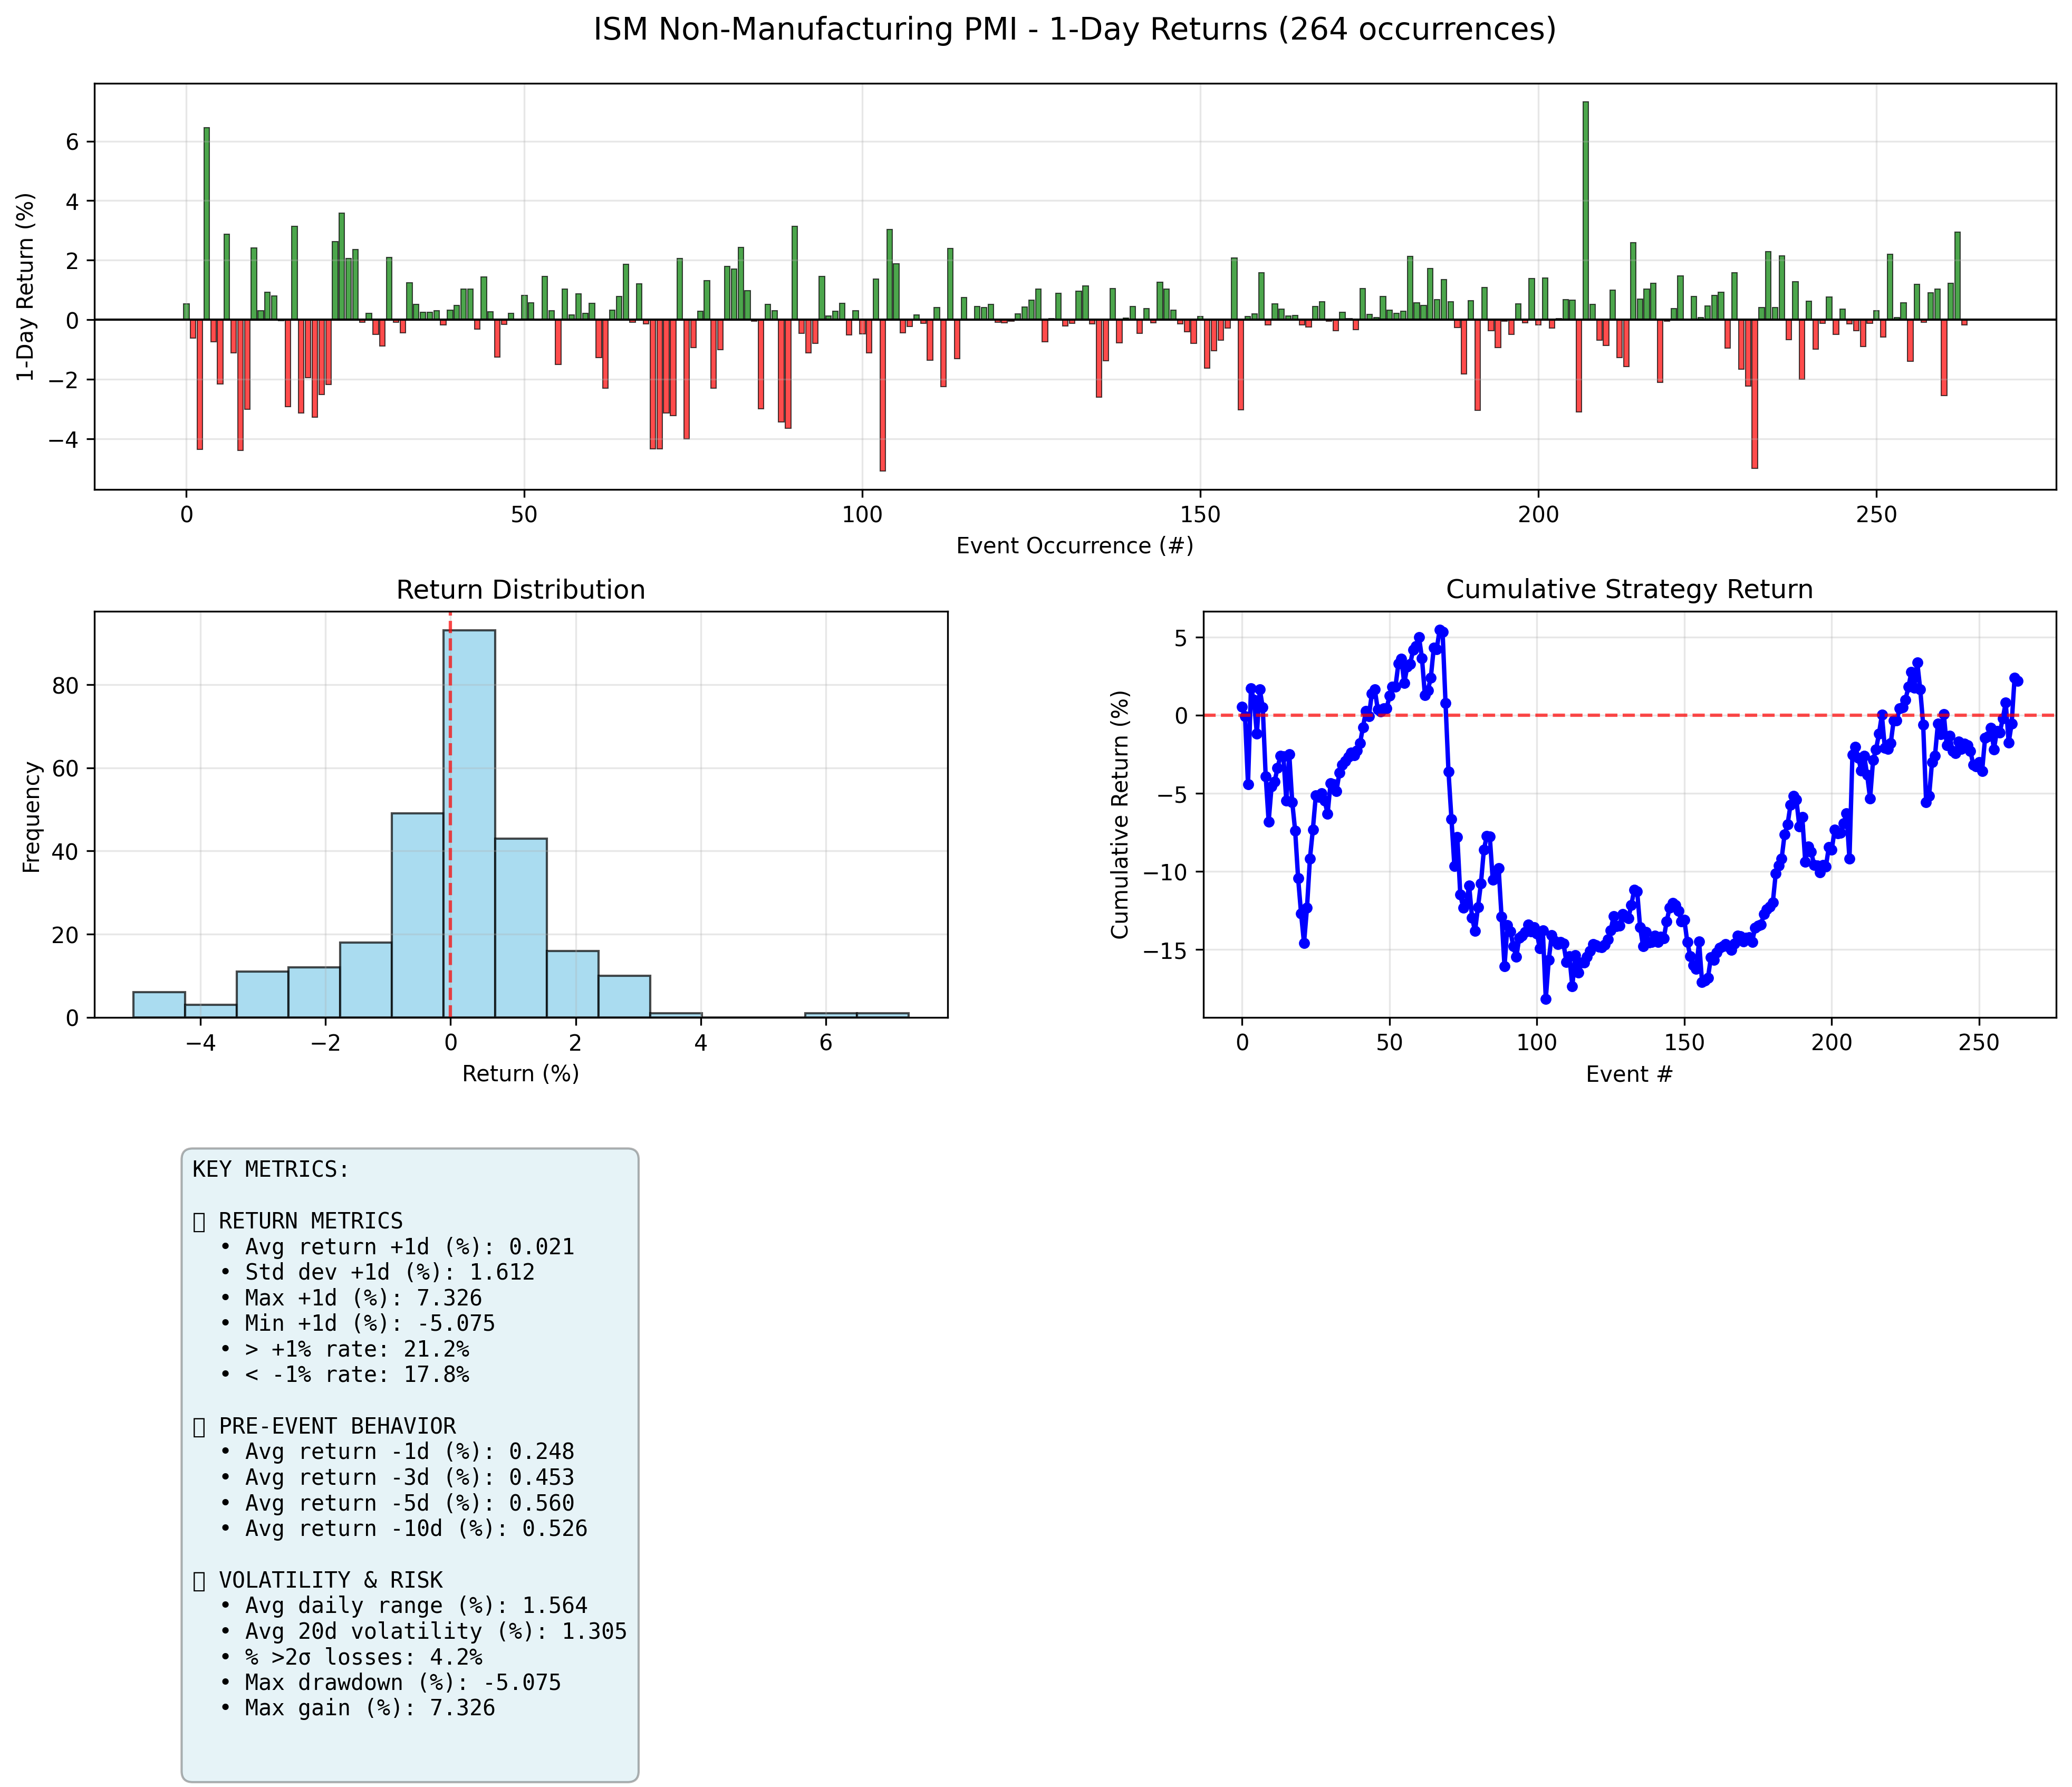 ISM Non-Manufacturing PMI - 1-Day Returns (264 occurrences)
1-Day Return (%)
6
4
2
0
−2
−4
0 50 100 150 200 250
Event Occurrence (#)
Return Distribution
Frequency
80
60
40
20
0
−4 −2 0 2 4 6
Return (%)
Cumulative Strategy Return
Cumulative Return (%)
5
0
−5
−10
−15
0 50 100 150 200 250
Event #
KEY METRICS:
RETURN METRICS
• Avg return +1d (%): 0.021
• Std dev +1d (%): 1.612
• Max +1d (%): 7.326
• Min +1d (%): -5.075
• > +1% rate: 21.2%
• < -1% rate: 17.8%
PRE-EVENT BEHAVIOR
• Avg return -1d (%): 0.248
• Avg return -3d (%): 0.453
• Avg return -5d (%): 0.560
• Avg return -10d (%): 0.526
VOLATILITY & RISK
• Avg daily range (%): 1.564
• Avg 20d volatility (%): 1.305
• % >2σ losses: 4.2%
• Max drawdown (%): -5.075
• Max gain (%): 7.326